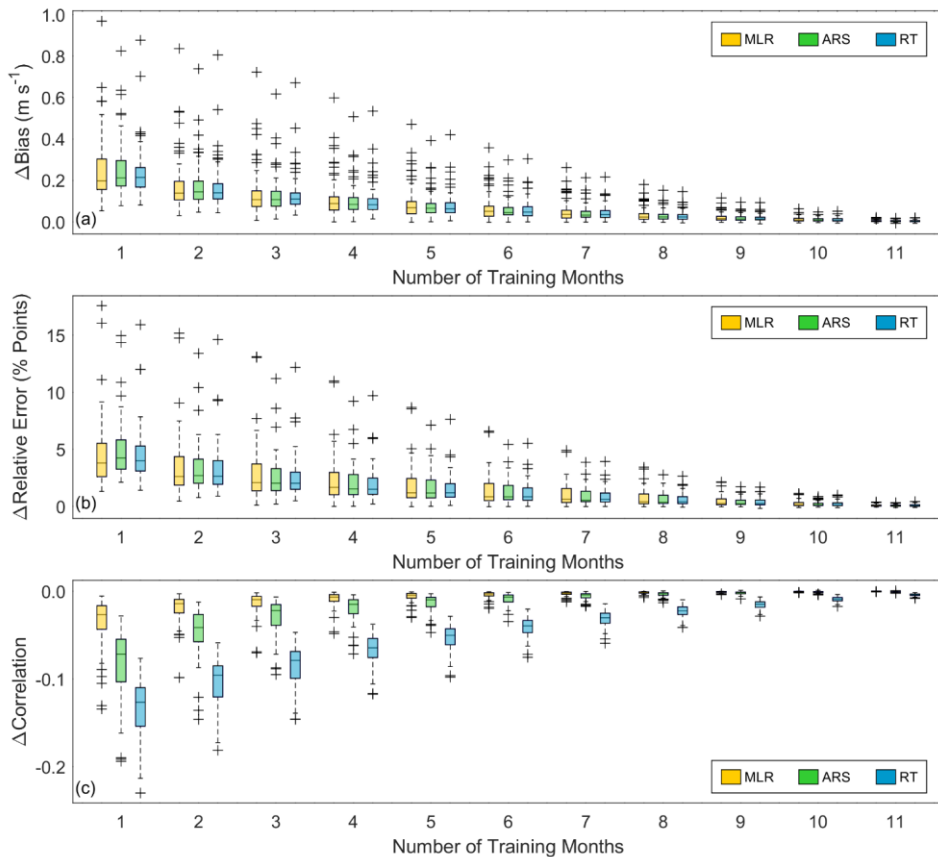 1.0
0.8
0.6
0.4
0.2
0.0
ΔBias (m s⁻¹)
MLR ARS RT
(a)
1 2 3 4 5 6 7 8 9 10 11
Number of Training Months
15
10
5
0
ΔRelative Error (% Points)
MLR ARS RT
(b)
1 2 3 4 5 6 7 8 9 10 11
Number of Training Months
0.0
-0.1
-0.2
ΔCorrelation
(c)
MLR ARS RT
1 2 3 4 5 6 7 8 9 10 11
Number of Training Months